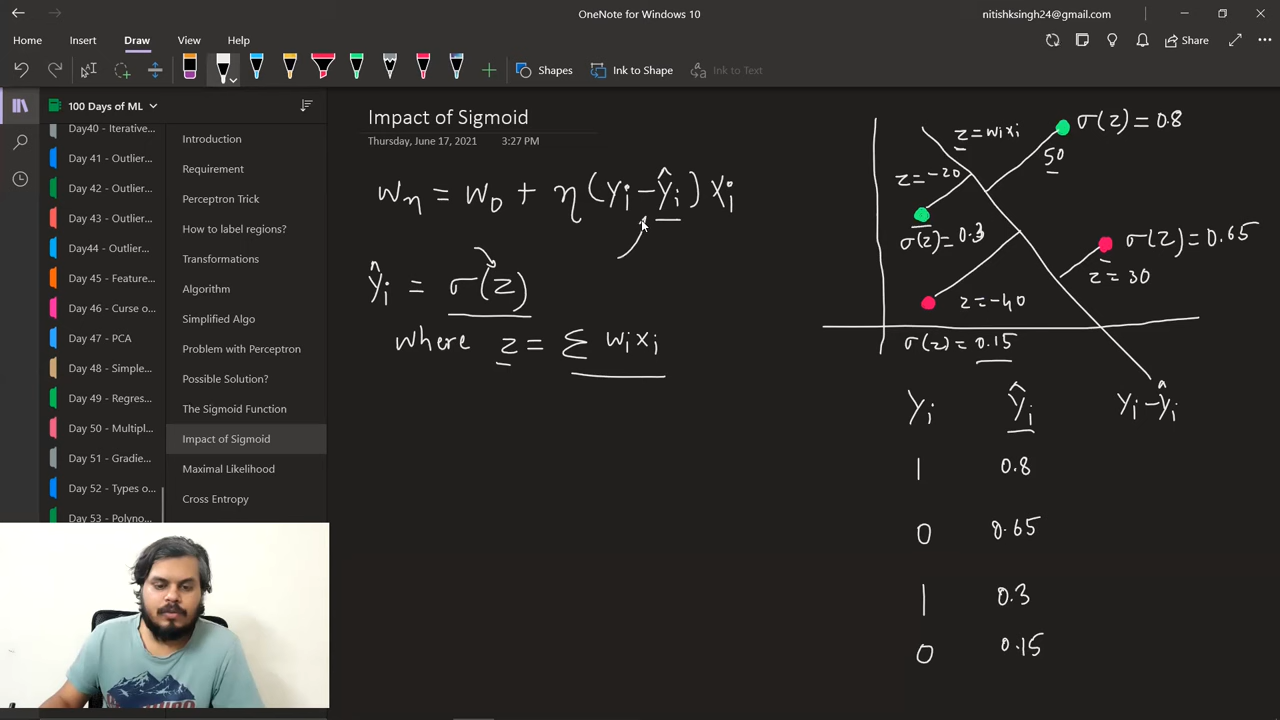 OneNote for Windows 10
nitishksingh24@gmail.com
Home Insert Draw View Help
Share
Shapes Ink to Shape Ink to Text
100 Days of ML
Day40 - Iterative...
Day 41 - Outlier...
Day 42 - Outlier...
Day 43 - Outlier...
Day44 - Outlier...
Day 45 - Feature...
Day 46 - Curse o...
Day 47 - PCA
Day 48 - Simple...
Day 49 - Regres...
Day 50 - Multipl...
Day 51 - Gradie...
Day 52 - Types o...
Day 53 - Polyno...
Introduction
Requirement
Perceptron Trick
How to label regions?
Transformations
Algorithm
Simplified Algo
Problem with Perceptron
Possible Solution?
The Sigmoid Function
Impact of Sigmoid
Maximal Likelihood
Cross Entropy
Impact of Sigmoid
Thursday, June 17, 2021 3:27 PM
Wn = Wo + η (Yi - Ŷi) Xi
Ŷi = σ(z)
where z = Σ WiXi
z = WiXi
σ(z) = 0.8
50
z = -20
σ(z) = 0.3
σ(z) = 0.65
z = 30
z = -40
σ(z) = 0.15
Yi Ŷi Yi - Ŷi
1 0.8
0 0.65
1 0.3
0 0.15